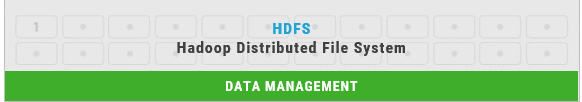 1
HDFS
Hadoop Distributed File System
DATA MANAGEMENT